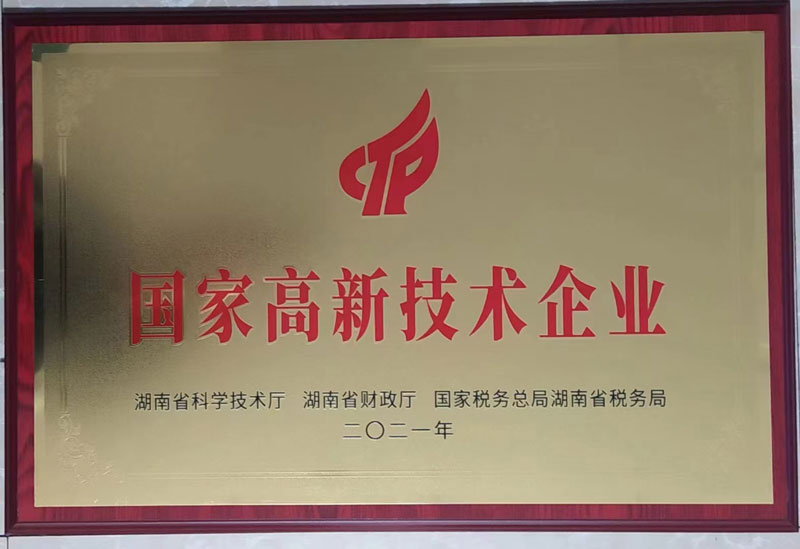 CTP
国家高新技术企业
湖南省科学技术厅 湖南省财政厅 国家税务总局湖南省税务局
二〇二一年